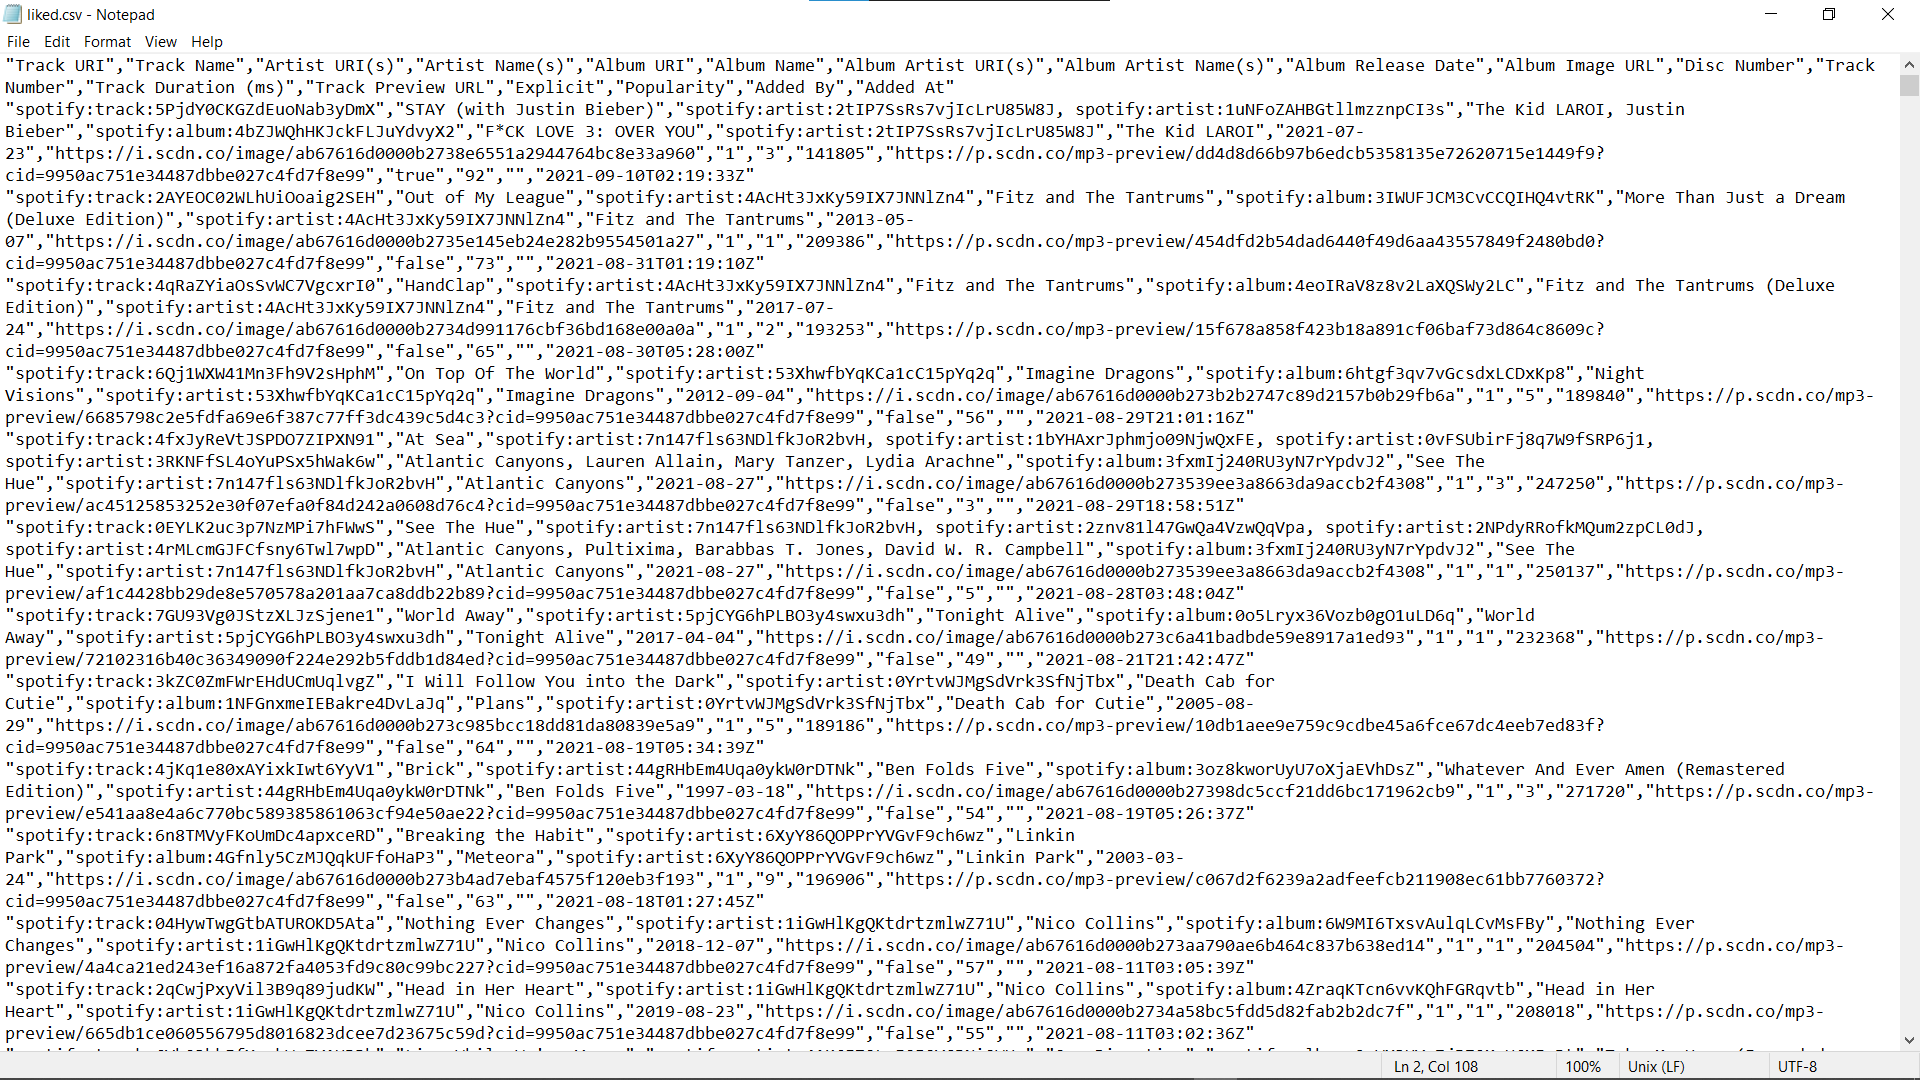 liked.csv - Notepad
File Edit Format View Help
"Track URI","Track Name","Artist URI(s)","Artist Name(s)","Album URI","Album Name","Album Artist URI(s)","Album Artist Name(s)","Album Release Date","Album Image URL","Disc Number","Track
Number","Track Duration (ms)","Track Preview URL","Explicit","Popularity","Added By","Added At"
"spotify:track:5PjdY0CKGZdEuoNab3yDmX","STAY (with Justin Bieber)","spotify:artist:2tIP7SsRs7vjIcLrU85W8J, spotify:artist:1uNFoZAHBGtllmzznpCI3s","The Kid LAROI, Justin
Bieber","spotify:album:4bZJWQhHKJckFLJuYdvyX2","F*CK LOVE 3: OVER YOU","spotify:artist:2tIP7SsRs7vjIcLrU85W8J","The Kid LAROI","2021-07-
23","https://i.scdn.co/image/ab67616d0000b2738e6551a2944764bc8e33a960","1","3","141805","https://p.scdn.co/mp3-preview/dd4d8d66b97b6edcb5358135e72620715e1449f9?
cid=9950ac751e34487dbbe027c4fd7f8e99","true","92","","2021-09-10T02:19:33Z"
"spotify:track:2AYEOC02WLhUiOoaig2SEH","Out of My League","spotify:artist:4AcHt3JxKy59IX7JNNlZn4","Fitz and The Tantrums","spotify:album:3IWUFJCM3CvCCQIHQ4vtRK","More Than Just a Dream
(Deluxe Edition)","spotify:artist:4AcHt3JxKy59IX7JNNlZn4","Fitz and The Tantrums","2013-05-
07","https://i.scdn.co/image/ab67616d0000b2735e145eb24e282b9554501a27","1","1","209386","https://p.scdn.co/mp3-preview/454dfd2b54dad6440f49d6aa43557849f2480bd0?
cid=9950ac751e34487dbbe027c4fd7f8e99","false","73","","2021-08-31T01:19:10Z"
"spotify:track:4qRaZYiaOsSvWC7VgcxrI0","HandClap","spotify:artist:4AcHt3JxKy59IX7JNNlZn4","Fitz and The Tantrums","spotify:album:4eoIRaV8z8v2LaXQSWy2LC","Fitz and The Tantrums (Deluxe
Edition)","spotify:artist:4AcHt3JxKy59IX7JNNlZn4","Fitz and The Tantrums","2017-07-
24","https://i.scdn.co/image/ab67616d0000b2734d991176cbf36bd168e00a0a","1","2","193253","https://p.scdn.co/mp3-preview/15f678a858f423b18a891cf06baf73d864c8609c?
cid=9950ac751e34487dbbe027c4fd7f8e99","false","65","","2021-08-30T05:28:00Z"
"spotify:track:6Qj1WXW41Mn3Fh9V2sHphM","On Top Of The World","spotify:artist:53XhwfbYqKCa1cC15pYq2q","Imagine Dragons","spotify:album:6htgf3qv7vGcsdxLCDxKp8","Night
Visions","spotify:artist:53XhwfbYqKCa1cC15pYq2q","Imagine Dragons","2012-09-04","https://i.scdn.co/image/ab67616d0000b273b2b2747c89d2157b0b29fb6a","1","5","189840","https://p.scdn.co/mp3-
preview/6685798c2e5fdfa69e6f387c77ff3dc439c5d4c3?cid=9950ac751e34487dbbe027c4fd7f8e99","false","56","","2021-08-29T21:01:16Z"
"spotify:track:4fxJyReVtJSPDO7ZIPXN91","At Sea","spotify:artist:7n147fls63NDlfkJoR2bvH, spotify:artist:1bYHAxrJphmjo09NjwQxFE, spotify:artist:0vFSUbirFj8q7W9fSRP6j1,
spotify:artist:3RKNFfSL4oYuPSx5hWak6w","Atlantic Canyons, Lauren Allain, Mary Tanzer, Lydia Arachne","spotify:album:3fxmIj240RU3yN7rYpdvJ2","See The
Hue","spotify:artist:7n147fls63NDlfkJoR2bvH","Atlantic Canyons","2021-08-27","https://i.scdn.co/image/ab67616d0000b273539ee3a8663da9accb2f4308","1","3","247250","https://p.scdn.co/mp3-
preview/ac45125853252e30f07efa0f84d242a0608d76c4?cid=9950ac751e34487dbbe027c4fd7f8e99","false","3","","2021-08-29T18:58:51Z"
"spotify:track:0EYLK2uc3p7NzMPi7hFWwS","See The Hue","spotify:artist:7n147fls63NDlfkJoR2bvH, spotify:artist:2znv81l47GwQa4VzwQqVpa, spotify:artist:2NPdyRRofkMQum2zpCL0dJ,
spotify:artist:4rMLcmGJFCfsny6Twl7wpD","Atlantic Canyons, Pultixima, Barabbas T. Jones, David W. R. Campbell","spotify:album:3fxmIj240RU3yN7rYpdvJ2","See The
Hue","spotify:artist:7n147fls63NDlfkJoR2bvH","Atlantic Canyons","2021-08-27","https://i.scdn.co/image/ab67616d0000b273539ee3a8663da9accb2f4308","1","1","250137","https://p.scdn.co/mp3-
preview/af1c4428bb29de8e570578a201aa7ca8ddb22b89?cid=9950ac751e34487dbbe027c4fd7f8e99","false","5","","2021-08-28T03:48:04Z"
"spotify:track:7GU93Vg0JStzXLJzSjene1","World Away","spotify:artist:5pjCYG6hPLBO3y4swxu3dh","Tonight Alive","spotify:album:0o5Lryx36Vozb0gO1uLD6q","World
Away","spotify:artist:5pjCYG6hPLBO3y4swxu3dh","Tonight Alive","2017-04-04","https://i.scdn.co/image/ab67616d0000b273c6a41badbde59e8917a1ed93","1","1","232368","https://p.scdn.co/mp3-
preview/72102316b40c36349090f224e292b5fddb1d84ed?cid=9950ac751e34487dbbe027c4fd7f8e99","false","49","","2021-08-21T21:42:47Z"
"spotify:track:3kZC0ZmFWrEHdUCmUqlvgZ","I Will Follow You into the Dark","spotify:artist:0YrtvWJMgSdVrk3SfNjTbx","Death Cab for
Cutie","spotify:album:1NFGnxmeIEBakre4DvLaJq","Plans","spotify:artist:0YrtvWJMgSdVrk3SfNjTbx","Death Cab for Cutie","2005-08-
29","https://i.scdn.co/image/ab67616d0000b273c985bcc18dd81da80839e5a9","1","5","189186","https://p.scdn.co/mp3-preview/10db1aee9e759c9cdbe45a6fce67dc4eeb7ed83f?
cid=9950ac751e34487dbbe027c4fd7f8e99","false","64","","2021-08-19T05:34:39Z"
"spotify:track:4jKq1e80xAYixkIwt6YyV1","Brick","spotify:artist:44gRHbEm4Uqa0ykW0rDTNk","Ben Folds Five","spotify:album:3oz8kworUyU7oXjaEVhDsZ","Whatever And Ever Amen (Remastered
Edition)","spotify:artist:44gRHbEm4Uqa0ykW0rDTNk","Ben Folds Five","1997-03-18","https://i.scdn.co/image/ab67616d0000b27398dc5ccf21dd6bc171962cb9","1","3","271720","https://p.scdn.co/mp3-
preview/e541aa8e4a6c770bc589385861063cf94e50ae22?cid=9950ac751e34487dbbe027c4fd7f8e99","false","54","","2021-08-19T05:26:37Z"
"spotify:track:6n8TMVyFKoUmDc4apxceRD","Breaking the Habit","spotify:artist:6XyY86QOPPrYVGvF9ch6wz","Linkin
Park","spotify:album:4Gfnly5CzMJQqkUFfoHaP3","Meteora","spotify:artist:6XyY86QOPPrYVGvF9ch6wz","Linkin Park","2003-03-
24","https://i.scdn.co/image/ab67616d0000b273b4ad7ebaf4575f120eb3f193","1","9","196906","https://p.scdn.co/mp3-preview/c067d2f6239a2adfeefcb211908ec61bb7760372?
cid=9950ac751e34487dbbe027c4fd7f8e99","false","63","","2021-08-18T01:27:45Z"
"spotify:track:04HywTwgGtbATUROKD5Ata","Nothing Ever Changes","spotify:artist:1iGwHlKgQKtdrtzmlwZ71U","Nico Collins","spotify:album:6W9MI6TxsvAulqLCvMsFBy","Nothing Ever
Changes","spotify:artist:1iGwHlKgQKtdrtzmlwZ71U","Nico Collins","2018-12-07","https://i.scdn.co/image/ab67616d0000b273aa790ae6b464c837b638ed14","1","1","204504","https://p.scdn.co/mp3-
preview/4a4ca21ed243ef16a872fa4053fd9c80c99bc227?cid=9950ac751e34487dbbe027c4fd7f8e99","false","57","","2021-08-11T03:05:39Z"
"spotify:track:2qCwjPxyVil3B9q89judKW","Head in Her Heart","spotify:artist:1iGwHlKgQKtdrtzmlwZ71U","Nico Collins","spotify:album:4ZraqKTcn6vvKQhFGRqvtb","Head in Her
Heart","spotify:artist:1iGwHlKgQKtdrtzmlwZ71U","Nico Collins","2019-08-23","https://i.scdn.co/image/ab67616d0000b2734a58bc5fdd5d82fab2b2dc7f","1","1","208018","https://p.scdn.co/mp3-
preview/665db1ce060556795d8016823dcee7d23675c59d?cid=9950ac751e34487dbbe027c4fd7f8e99","false","55","","2021-08-11T03:02:36Z"
Ln 2, Col 108 100% Unix (LF) UTF-8